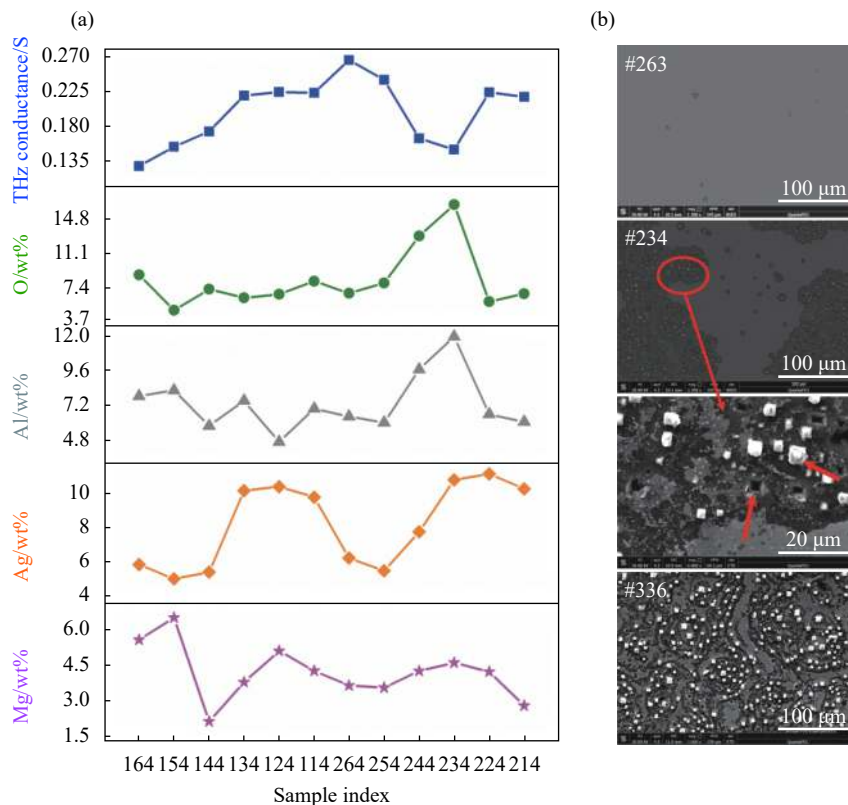 (a)
(b)
THz conductance/S
0.270
0.225
0.180
0.135
O/wt%
14.8
11.1
7.4
3.7
Al/wt%
12.0
9.6
7.2
4.8
Ag/wt%
10
8
6
4
Mg/wt%
6.0
4.5
3.0
1.5
164 154 144 134 124 114 264 254 244 234 224 214
Sample index
#263
100 μm
#234
100 μm
20 μm
#336
100 μm